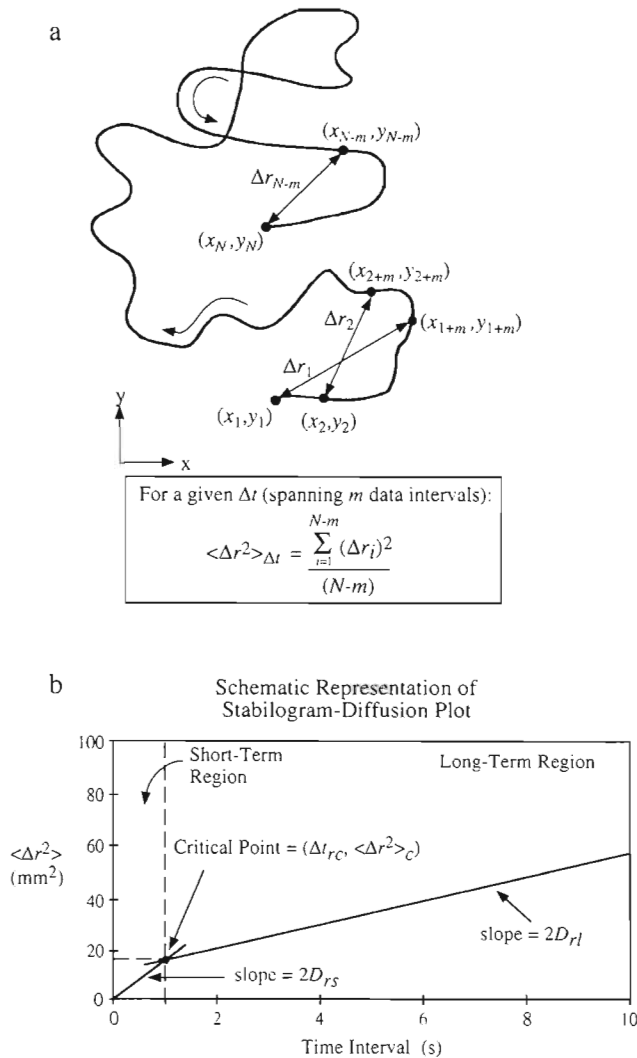 a
(x_{N-m}, y_{N-m})
Δr_{N-m}
(x_N, y_N)
(x_{2+m}, y_{2+m})
Δr_2
(x_{1+m}, y_{1+m})
Δr_1
(x_1, y_1)
(x_2, y_2)
y
x
For a given Δt (spanning m data intervals):
<Δr²>_{Δt} = \frac{\sum_{i=1}^{N-m} (Δr_i)²}{(N-m)}
b
Schematic Representation of
Stabilogram-Diffusion Plot
100
80
60
40
20
0
<Δr²>
(mm²)
Short-Term
Region
Long-Term Region
Critical Point = (Δt_{rc}, <Δr²>_c)
slope = 2D_{rl}
slope = 2D_{rs}
0 2 4 6 8 10
Time Interval (s)